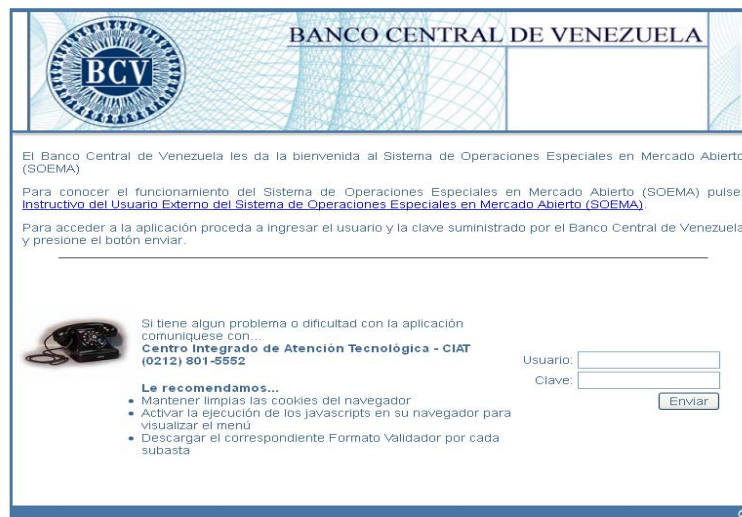 BCV
BANCO CENTRAL DE VENEZUELA
El Banco Central de Venezuela les da la bienvenida al Sistema de Operaciones Especiales en Mercado Abierto
(SOEMA)
Para conocer el funcionamiento del Sistema de Operaciones Especiales en Mercado Abierto (SOEMA) pulse
Instructivo del Usuario Externo del Sistema de Operaciones Especiales en Mercado Abierto (SOEMA).
Para acceder a la aplicación proceda a ingresar el usuario y la clave suministrado por el Banco Central de Venezuela
y presione el botón enviar.
Si tiene algun problema o dificultad con la aplicación
comuniquese con...
Centro Integrado de Atención Tecnológica - CIAT
(0212) 801-5552
Le recomendamos...
• Mantener limpias las cookies del navegador
• Activar la ejecución de los javascripts en su navegador para
visualizar el menú
• Descargar el correspondiente Formato Validador por cada
subasta
Usuario:
Clave:
Enviar